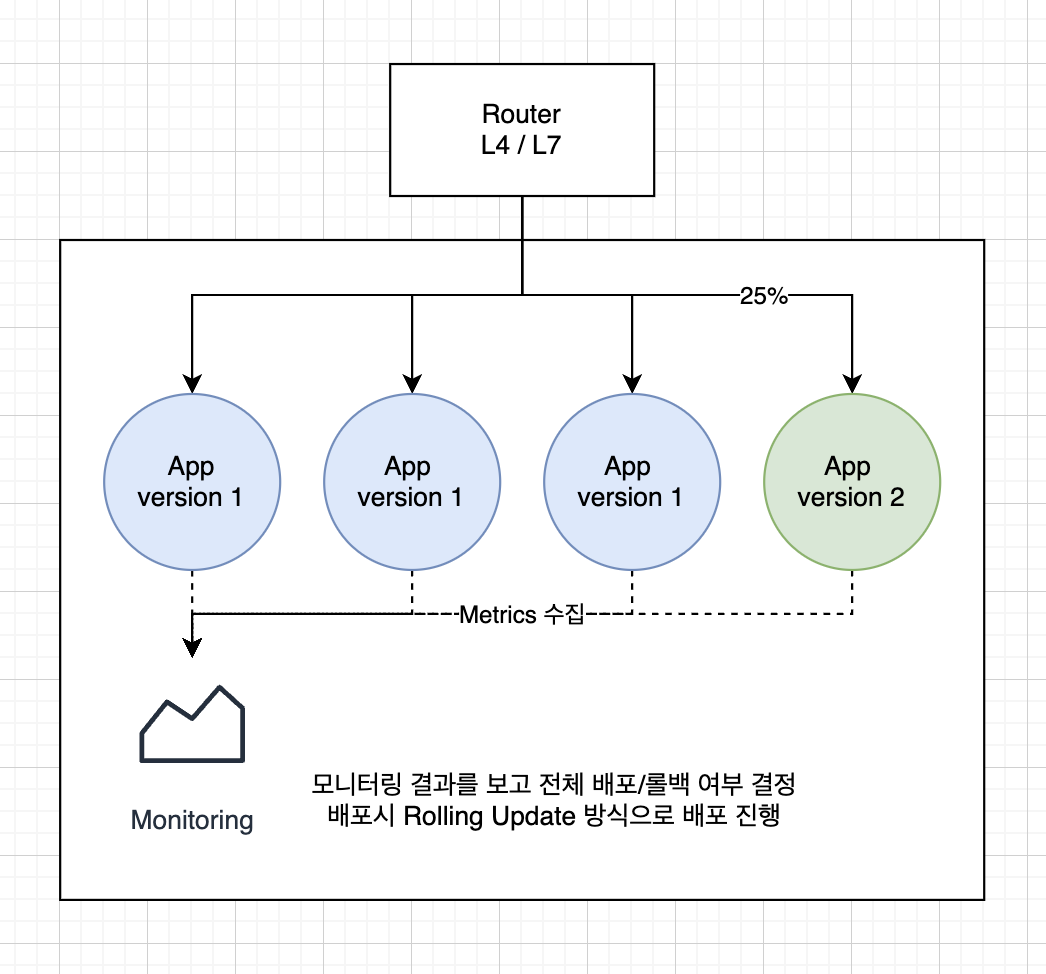 Router
L4 / L7
25%
App
version 1
App
version 1
App
version 1
App
version 2
Metrics 수집
Monitoring
모니터링 결과를 보고 전체 배포/롤백 여부 결정
배포시 Rolling Update 방식으로 배포 진행